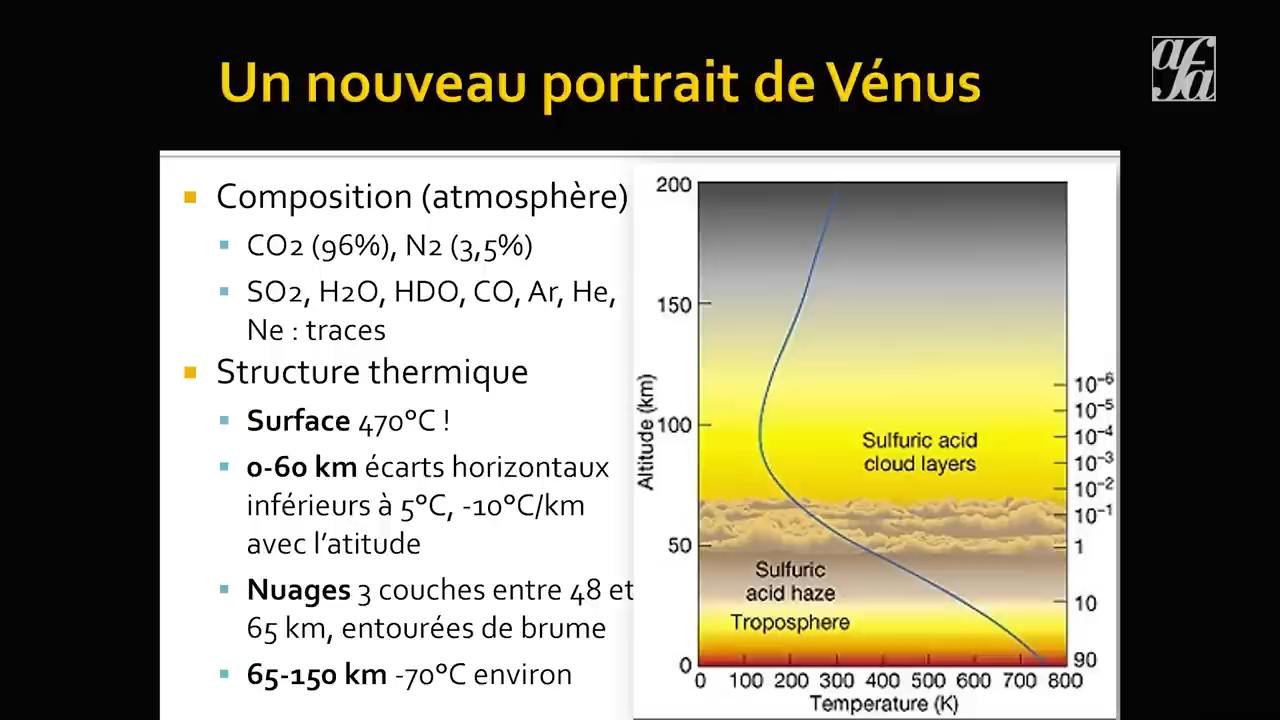 Un nouveau portrait de Vénus
afa
Composition (atmosphère)
CO2 (96%), N2 (3,5%)
SO2, H2O, HDO, CO, Ar, He,
Ne : traces
Structure thermique
Surface 470°C !
0-60 km écarts horizontaux
inférieurs à 5°C, -10°C/km
avec l'atitude
Nuages 3 couches entre 48 et
65 km, entourées de brume
65-150 km -70°C environ
200
150
100
50
0
Altitude (km)
Sulfuric acid
cloud layers
Sulfuric
acid haze
Troposphere
10⁻⁶
10⁻⁵
10⁻⁴
10⁻³
10⁻²
10⁻¹
1
10
90
0 100 200 300 400 500 600 700 800
Temperature (K)